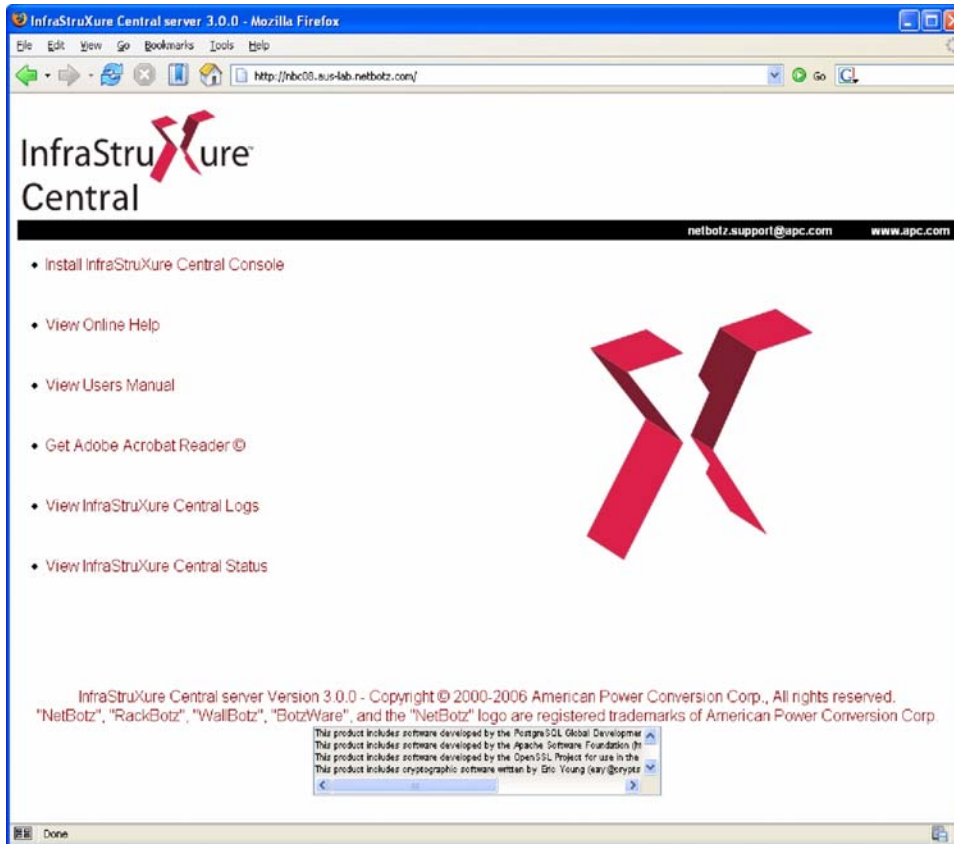 InfraStruXure Central server 3.0.0 - Mozilla Firefox
File Edit View Go Bookmarks Tools Help
http://nbc08.aus-lab.netbotz.com/ Go
InfraStruXure™
Central
netbotz.support@apc.com www.apc.com
Install InfraStruXure Central Console
View Online Help
View Users Manual
Get Adobe Acrobat Reader ©
View InfraStruXure Central Logs
View InfraStruXure Central Status
InfraStruXure Central server Version 3.0.0 - Copyright © 2000-2006 American Power Conversion Corp., All rights reserved.
"NetBotz", "RackBotz", "WallBotz", "BotzWare", and the "NetBotz" logo are registered trademarks of American Power Conversion Corp.
This product includes software developed by the PostgreSQL Global Developmer
This product includes software developed by the Apache Software Foundation (ht
This product includes software developed by the OpenSSL Project for use in the
This product includes cryptographic software written by Eric Young (eay@crypts
Done